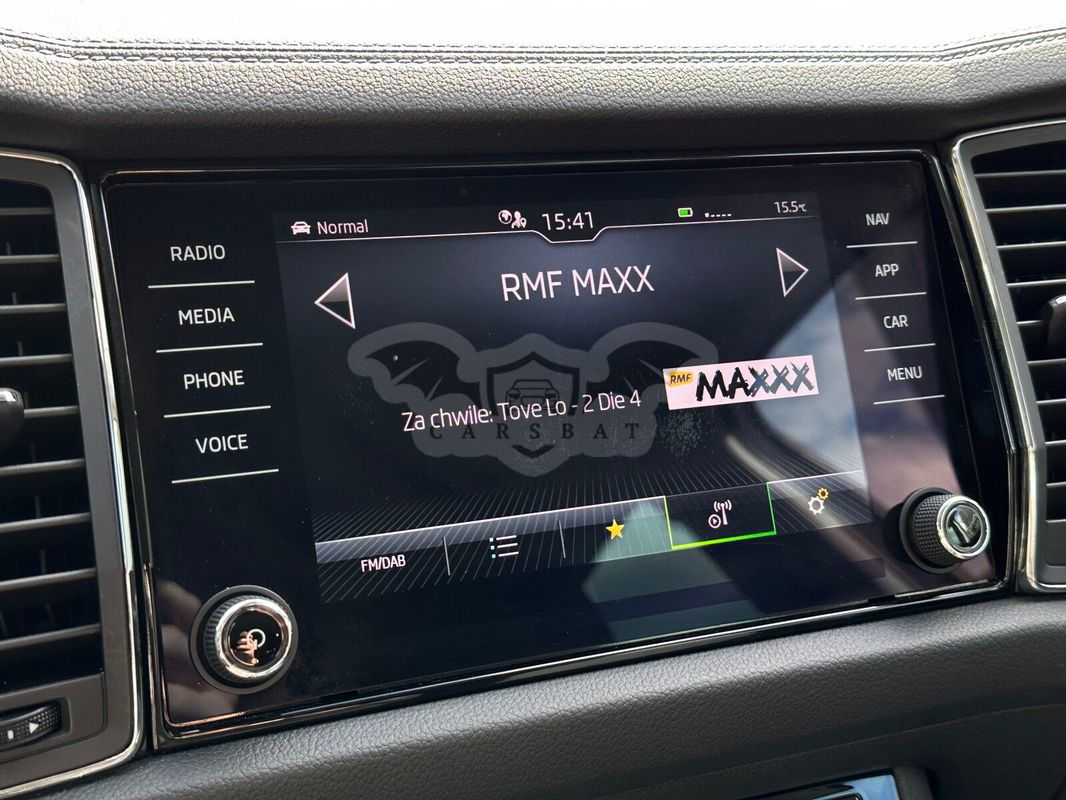 Normal
15:41
15.5°C
RADIO
MEDIA
PHONE
VOICE
NAV
APP
CAR
MENU
RMF MAXX
Za chwile: Tove Lo - 2 Die 4
RMF MAXXX
CARSBAT
FM/DAB